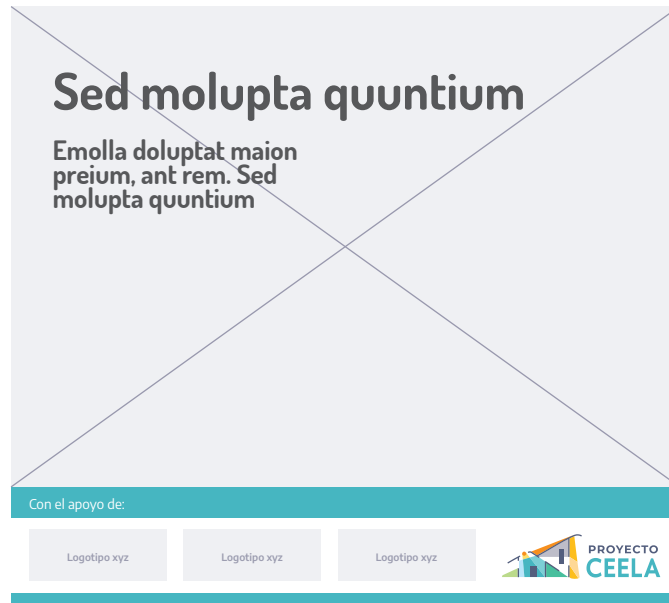 Sed molupta quuntium
Emolla doluptat maion
preium, ant rem. Sed
molupta quuntium
Con el apoyo de:
Logotipo xyz
Logotipo xyz
Logotipo xyz
PROYECTO
CEELA